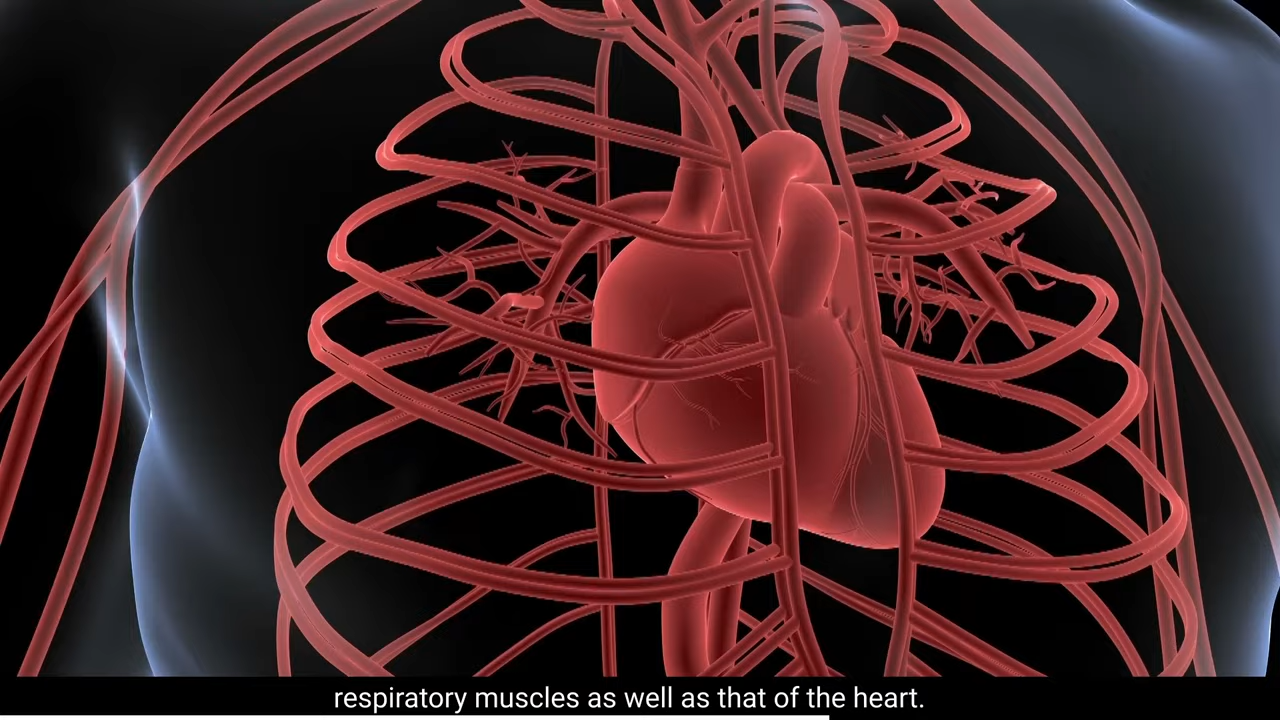 respiratory muscles as well as that of the heart.